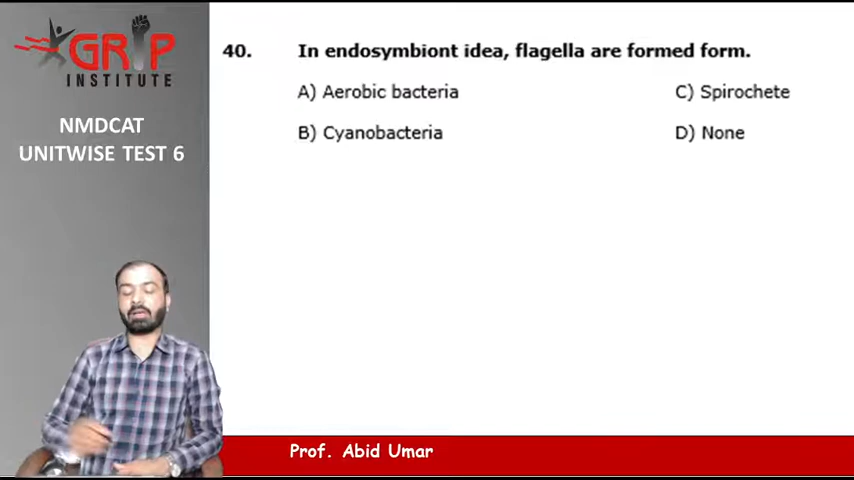 GRIP
INSTITUTE
NMDCAT
UNITWISE TEST 6
40. In endosymbiont idea, flagella are formed form.
A) Aerobic bacteria C) Spirochete
B) Cyanobacteria D) None
Prof. Abid Umar